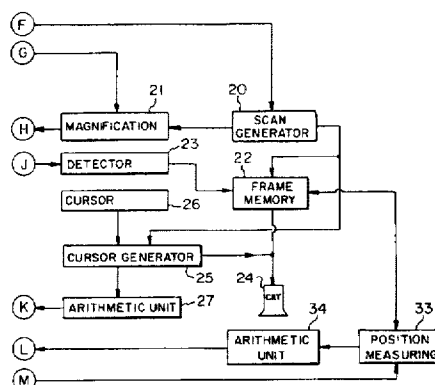 F
G
21
20
H
MAGNIFICATION
SCAN
GENERATOR
23
22
J
DETECTOR
FRAME
MEMORY
CURSOR
26
CURSOR GENERATOR
25
24
CRT
34
33
K
ARITHMETIC UNIT
27
L
ARITHMETIC
UNIT
POSITION
MEASURING
M